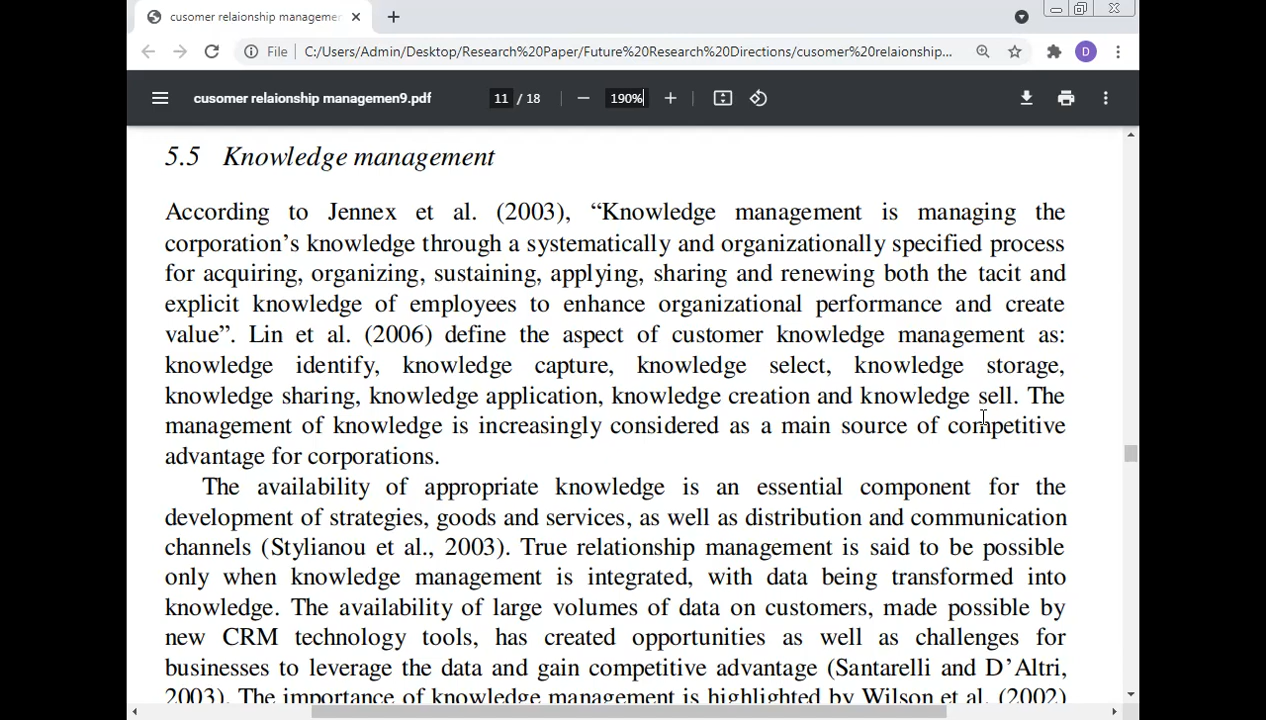 cusomer relaionship managemen
File C:/Users/Admin/Desktop/Research%20Paper/Future%20Research%20Directions/cusomer%20relaionship... D
cusomer relaionship managemen9.pdf 11 / 18 190%
5.5 Knowledge management
According to Jennex et al. (2003), “Knowledge management is managing the
corporation’s knowledge through a systematically and organizationally specified process
for acquiring, organizing, sustaining, applying, sharing and renewing both the tacit and
explicit knowledge of employees to enhance organizational performance and create
value”. Lin et al. (2006) define the aspect of customer knowledge management as:
knowledge identify, knowledge capture, knowledge select, knowledge storage,
knowledge sharing, knowledge application, knowledge creation and knowledge sell. The
management of knowledge is increasingly considered as a main source of competitive
advantage for corporations.
The availability of appropriate knowledge is an essential component for the
development of strategies, goods and services, as well as distribution and communication
channels (Stylianou et al., 2003). True relationship management is said to be possible
only when knowledge management is integrated, with data being transformed into
knowledge. The availability of large volumes of data on customers, made possible by
new CRM technology tools, has created opportunities as well as challenges for
businesses to leverage the data and gain competitive advantage (Santarelli and D’Altri,
2003). The importance of knowledge management is highlighted by Wilson et al. (2002)